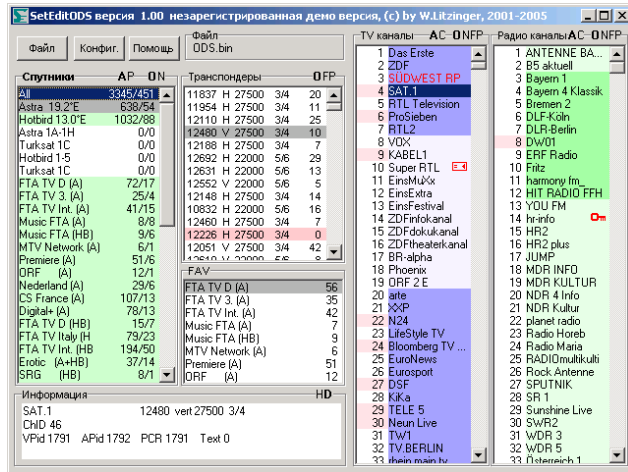 SetEditODS версия 1.00 незарегистрированная демо версия, (c) by W.Litzinger, 2001-2005
Файл Конфиг. Помощь
Файл
ODS.bin
Спутники AP ON
All 3345/451
Astra 19.2°E 638/54
Hotbird 13.0°E 1032/88
Astra 1A-1H 0/0
Turksat 1C 0/0
Hotbird 1-5 0/0
Turksat 1C 0/0
FTA TV D (A) 72/17
FTA TV 3. (A) 25/4
FTA TV Int. (A) 41/15
Music FTA (A) 8/8
Music FTA (HB) 9/6
MTV Network (A) 6/1
Premiere (A) 51/6
ORF (A) 12/1
Nederland (A) 29/6
CS France (A) 107/13
Digital+ (A) 78/13
FTA TV D (HB) 15/7
FTA TV Italy (H 79/23
FTA TV Int. (HB 194/50
Erotic (A+HB) 37/14
SRG (HB) 8/1
Транспондеры OFP
11837 H 27500 3/4 20
11954 H 27500 3/4 11
12110 H 27500 3/4 25
12480 V 27500 3/4 10
12188 H 27500 3/4 7
12692 H 22000 5/6 29
12631 H 22000 5/6 13
12552 V 22000 5/6 5
12148 H 27500 3/4 14
10832 H 22000 5/6 16
12460 H 27500 3/4 7
12226 H 27500 3/4 0
12051 V 27500 3/4 42
FAV
FTA TV D (A) 56
FTA TV 3. (A) 35
FTA TV Int. (A) 42
Music FTA (A) 7
Music FTA (HB) 9
MTV Network (A) 6
Premiere (A) 51
ORF (A) 12
Информация HD
SAT.1 12480 vert 27500 3/4
ChID 46
VPid 1791 APid 1792 PCR 1791 Text 0
TV каналы AC ONFP
1 Das Erste
2 ZDF
3 SÜDWEST RP
4 SAT.1
5 RTL Television
6 ProSieben
7 RTL2
8 VOX
9 KABEL1
10 Super RTL
11 EinsMuXx
12 EinsExtra
13 EinsFestival
14 ZDFinfokanal
15 ZDFdokukanal
16 ZDFtheaterkanal
17 BR-alpha
18 Phoenix
19 ORF 2 E
20 arte
21 XXP
22 N24
23 LifeStyle TV
24 Bloomberg TV ...
25 EuroNews
26 Eurosport
27 DSF
28 KiKa
29 TELE 5
30 Neun Live
31 TW1
32 TV.BERLIN
33 rhein main tv
Радио каналы AC ONFP
1 ANTENNE BA...
2 B5 aktuell
3 Bayern 1
4 Bayern 4 Klassik
5 Bremen 2
6 DLF-Köln
7 DLR-Berlin
8 DW01
9 ERF Radio
10 Fritz
11 harmony fm_
12 HIT RADIO FFH
13 YOU FM
14 hr-info
15 HR2
16 HR2 plus
17 JUMP
18 MDR INFO
19 MDR KULTUR
20 NDR 4 Info
21 NDR Kultur
22 planet radio
23 Radio Horeb
24 Radio Maria
25 RADIOmultikulti
26 Rock Antenne
27 SPUTNIK
28 SR 1
29 Sunshine Live
30 SWR2
31 WDR 3
32 WDR 5
33 Österreich 1